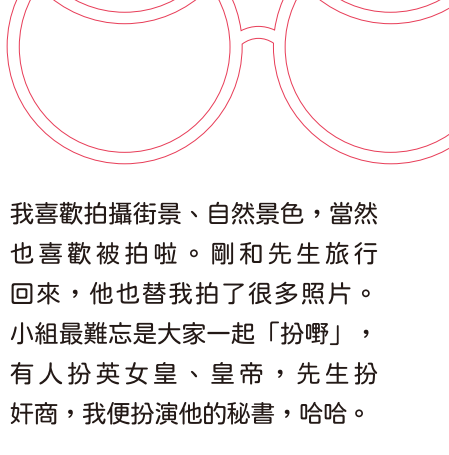 我喜歡拍攝街景、自然景色，當然
也喜歡被拍啦。剛和先生旅行
回來，他也替我拍了很多照片。
小組最難忘是大家一起「扮嘢」，
有人扮英女皇、皇帝，先生扮
奸商，我便扮演他的秘書，哈哈。